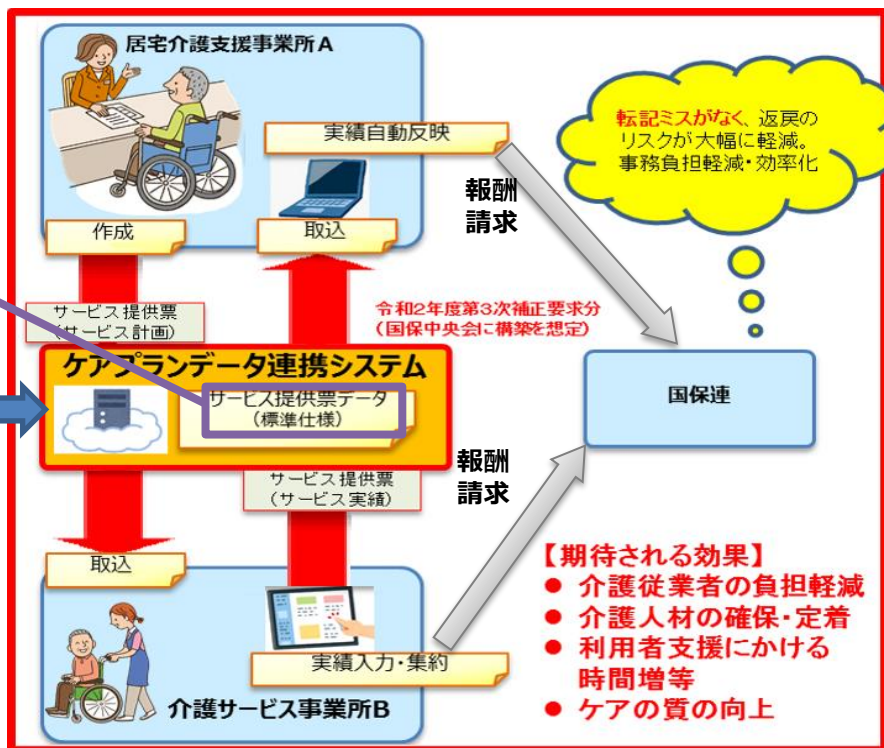 居宅介護支援事業所A
実績自動反映
作成
取込
報酬
請求
転記ミスがなく、返戻の
リスクが大幅に軽減。
事務負担軽減・効率化
サービス提供票
(サービス計画)
令和2年度第3次補正要求分
(国保中央会に構築を想定)
ケアプランデータ連携システム
サービス提供票データ
(標準仕様)
国保連
サービス提供票
(サービス実績)
報酬
請求
取込
実績入力・集約
介護サービス事業所B
【期待される効果】
● 介護従業者の負担軽減
● 介護人材の確保・定着
● 利用者支援にかける
時間増等
● ケアの質の向上